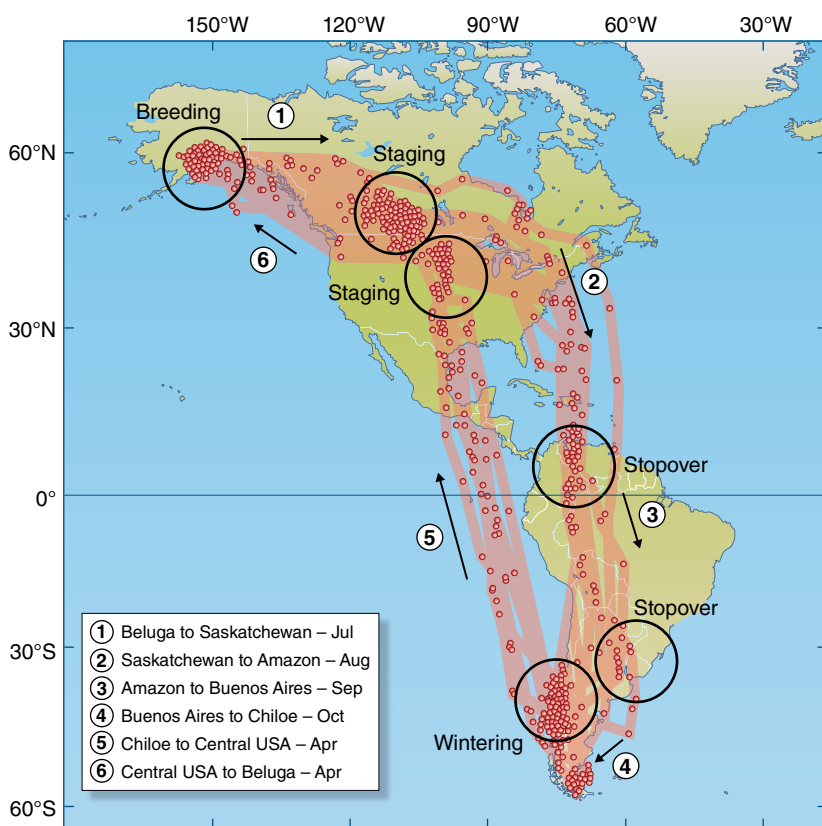 150°W 120°W 90°W 60°W 30°W
Breeding
1
60°N
Staging
6
2
Staging
30°N
Stopover
0°
3
5
Stopover
1 Beluga to Saskatchewan – Jul
2 Saskatchewan to Amazon – Aug
30°S
3 Amazon to Buenos Aires – Sep
4 Buenos Aires to Chiloe – Oct
5 Chiloe to Central USA – Apr
6 Central USA to Beluga – Apr
Wintering
4
60°S